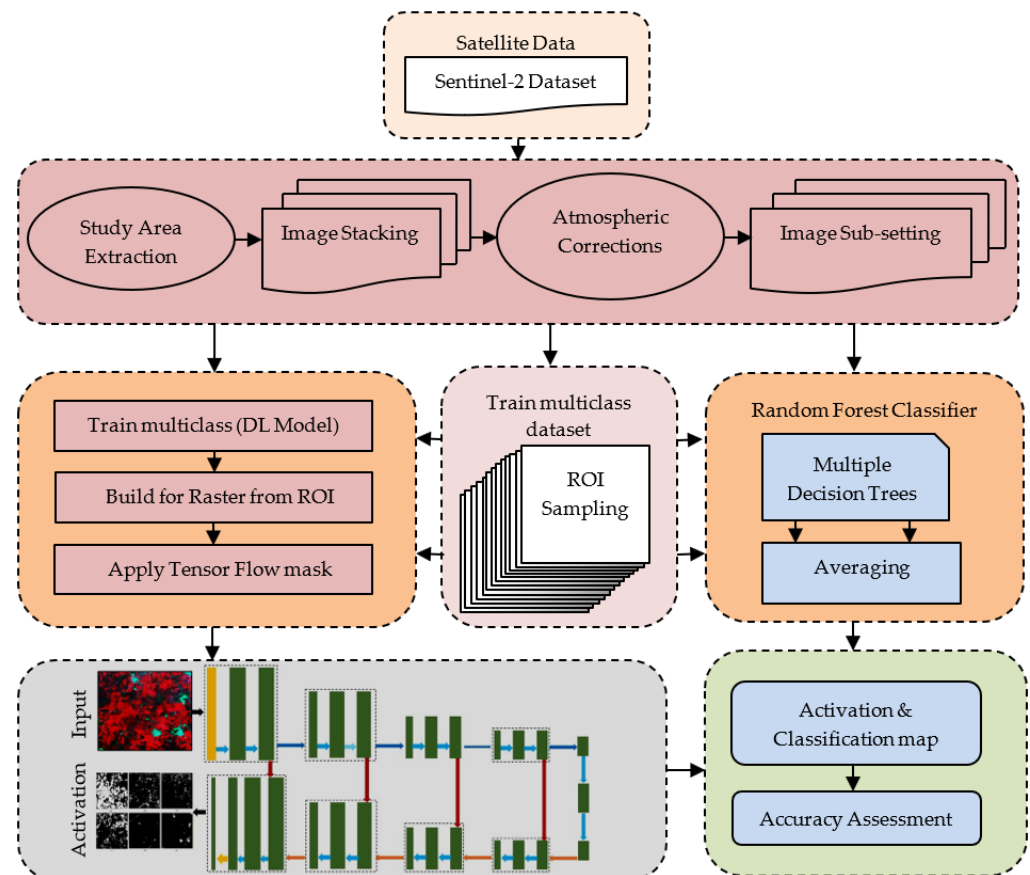 Satellite Data
Sentinel-2 Dataset
Study Area
Extraction
Image Stacking
Atmospheric
Corrections
Image Sub-setting
Train multiclass (DL Model)
Build for Raster from ROI
Apply Tensor Flow mask
Train multiclass
dataset
ROI
Sampling
Random Forest Classifier
Multiple
Decision Trees
Averaging
Input
Activation
Activation &
Classification map
Accuracy Assessment